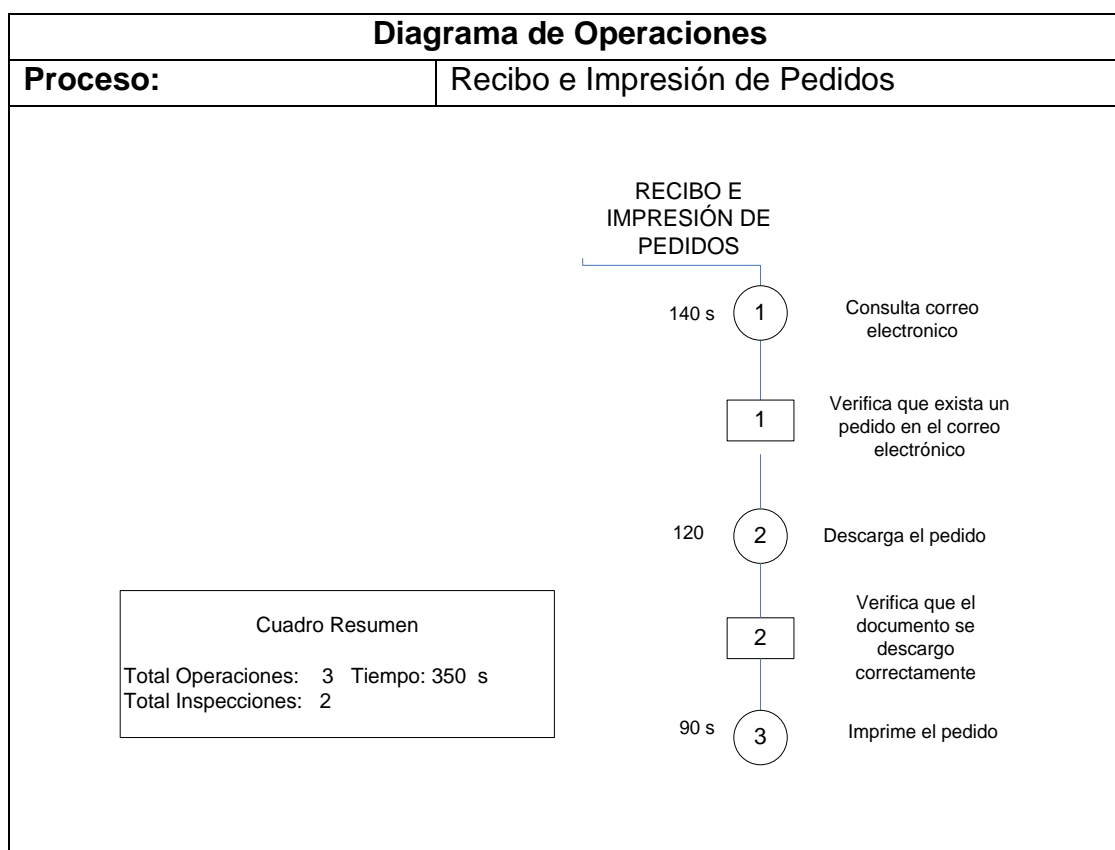 Diagrama de Operaciones
Proceso: Recibo e Impresión de Pedidos
RECIBO E
IMPRESIÓN DE
PEDIDOS
140 s 1 Consulta correo
electronico
1 Verifica que exista un
pedido en el correo
electrónico
120 2 Descarga el pedido
2 Verifica que el
documento se
descargo
correctamente
90 s 3 Imprime el pedido
Cuadro Resumen
Total Operaciones: 3 Tiempo: 350 s
Total Inspecciones: 2